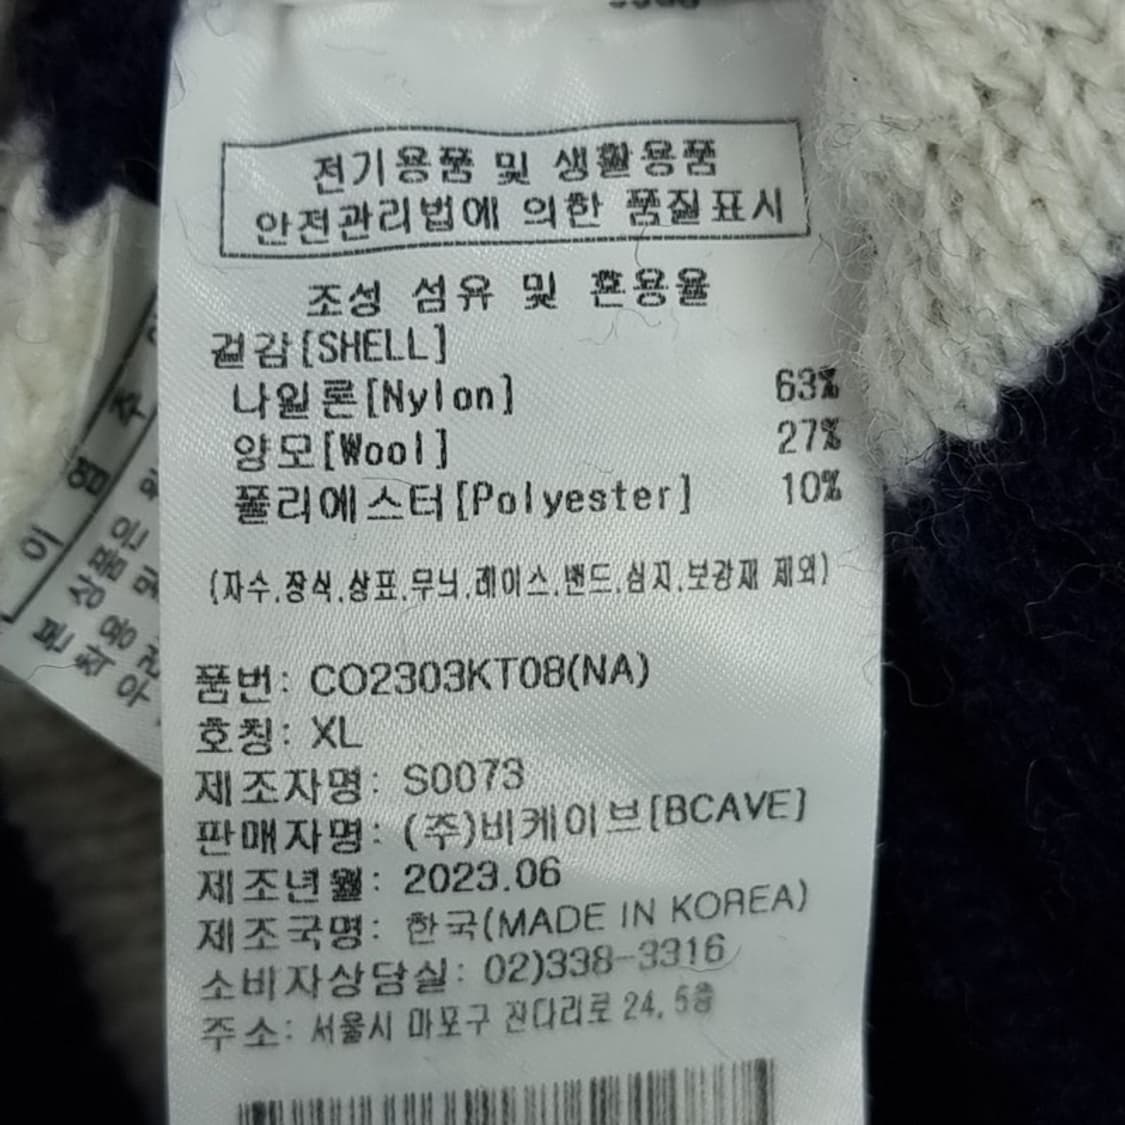 전기용품 및 생활용품
안전관리법에 의한 품질표시
조성 섬유 및 혼용율
겉감[SHELL]
나일론[Nylon] 63%
양모[Wool] 27%
폴리에스터[Polyester] 10%
(자수.장식.상표.무늬.레이스.밴드.심지.보강재 제외)
품번: CO2303KT08(NA)
호칭: XL
제조자명: S0073
판매자명: (주)비케이브[BCAVE]
제조년월: 2023.06
제조국명: 한국(MADE IN KOREA)
소비자상담실: 02)338-3316
주소: 서울시 마포구 잔다리로 24, 5층